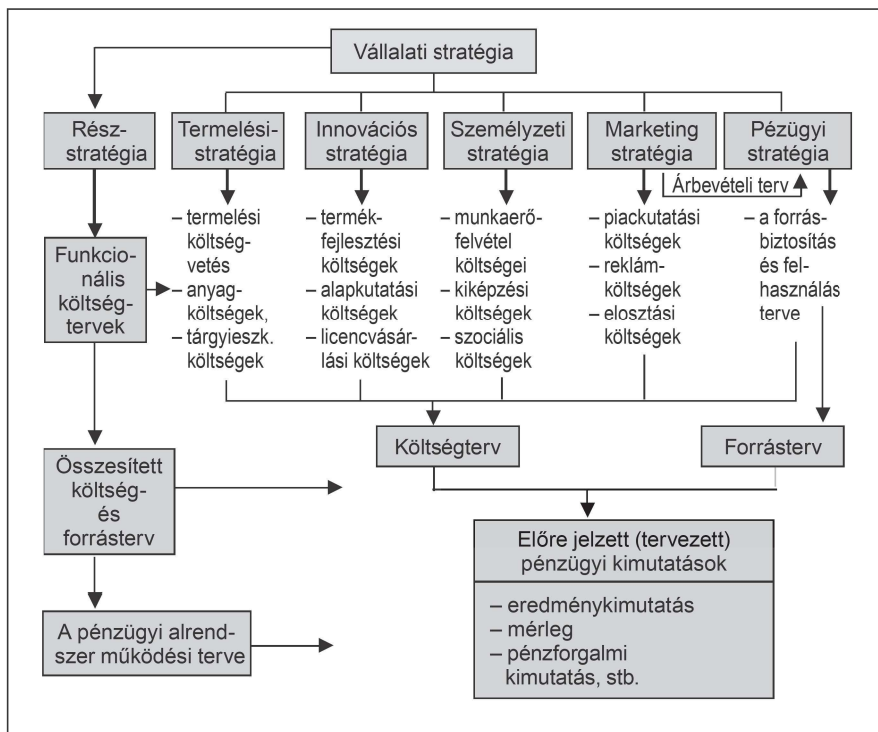 Vállalati stratégia
Rész-
stratégia
Termelési-
stratégia
Innovációs
stratégia
Személyzeti
stratégia
Marketing
stratégia
Pézügyi
stratégia
Árbevételi terv
Funkcio-
nális
költség-
tervek
– termelési
költség-
vetés
– anyag-
költségek,
– tárgyieszk.
költségek
– termék-
fejlesztési
költségek
– alapkutatási
költségek
– licencvásár-
lási költségek
– munkaerő-
felvétel
költségei
– kiképzési
költségek
– szociális
költségek
– piackutatási
költségek
– reklám-
költségek
– elosztási
költségek
– a forrás-
biztosítás
és fel-
használás
terve
Költségterv
Forrásterv
Összesített
költség-
és
forrásterv
Előre jelzett (tervezett)
pénzügyi kimutatások
– eredménykimutatás
– mérleg
– pénzforgalmi
kimutatás, stb.
A pénzügyi alrend-
szer működési terve